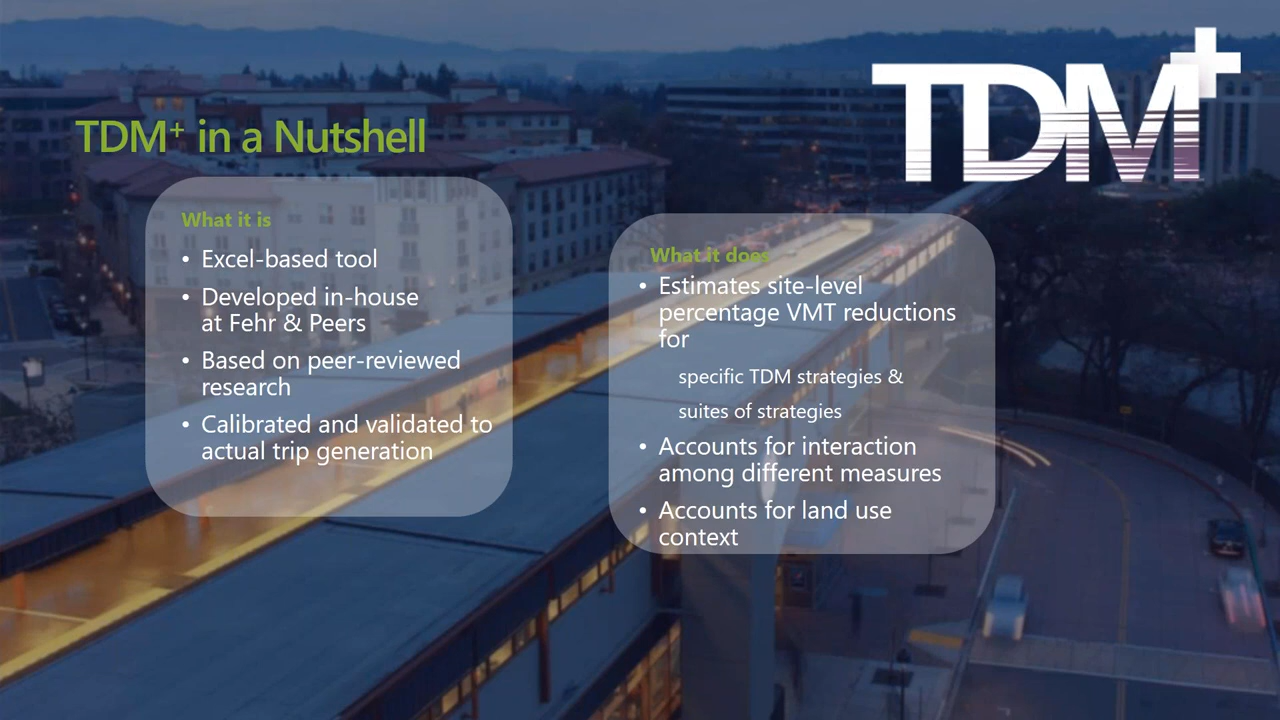 TDM+
TDM+ in a Nutshell
What it is
• Excel-based tool
• Developed in-house
at Fehr & Peers
• Based on peer-reviewed
research
• Calibrated and validated to
actual trip generation
What it does
• Estimates site-level
percentage VMT reductions
for
specific TDM strategies &
suites of strategies
• Accounts for interaction
among different measures
• Accounts for land use
context